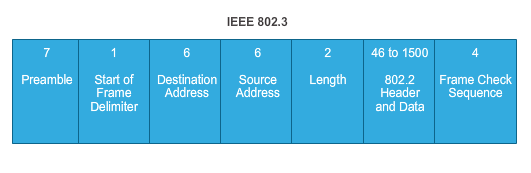 IEEE 802.3
7
Preamble
1
Start of
Frame
Delimiter
6
Destination
Address
6
Source
Address
2
Length
46 to 1500
802.2
Header
and Data
4
Frame Check
Sequence